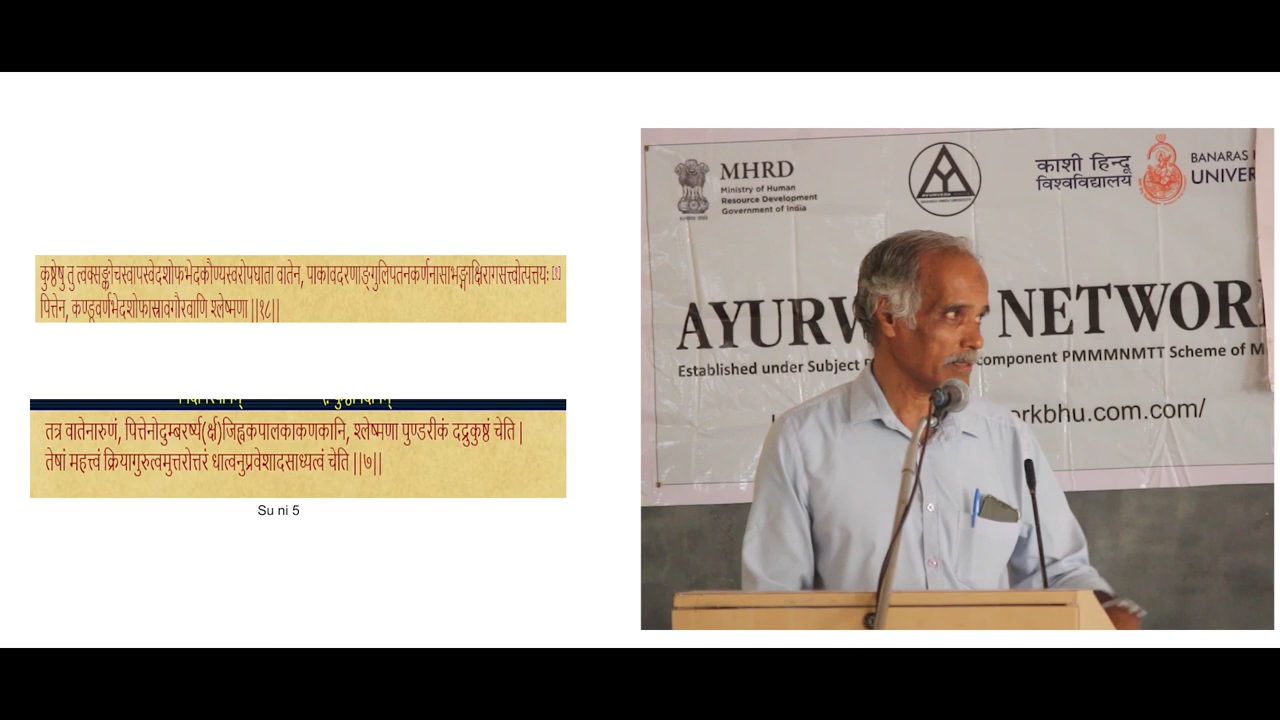 कुष्ठेषु तु त्वक्सङ्कोचस्वापस्वेदशोफभेदकौण्यस्वरोपघाता वातेन, पाकावदरणाङ्गुलिपतनकर्णनासाभङ्गाक्षिरागसत्त्वोत्पत्तयः
पित्तेन, कण्डूवर्णभेदशोफास्रावगौरवाणि श्लेष्मणा ||१८||
तत्र वातेनारुणं, पित्तेनोदुम्बरर्ष्य(र्क्ष)जिह्वकपालकाकणकानि, श्लेष्मणा पुण्डरीकं दद्रुकुष्ठं चेति |
तेषां महत्त्वं क्रियागुरुत्वमुत्तरोत्तरं धात्वनुप्रवेशादसाध्यत्वं चेति ||७||
Su ni 5
MHRD
Ministry of Human
Resource Development
Government of India
काशी हिन्दू
विश्वविद्यालय
BANARAS
UNIVER
AYURV NETWOR
Established under Subject component PMMMNMTT Scheme of M
orkbhu.com.com/